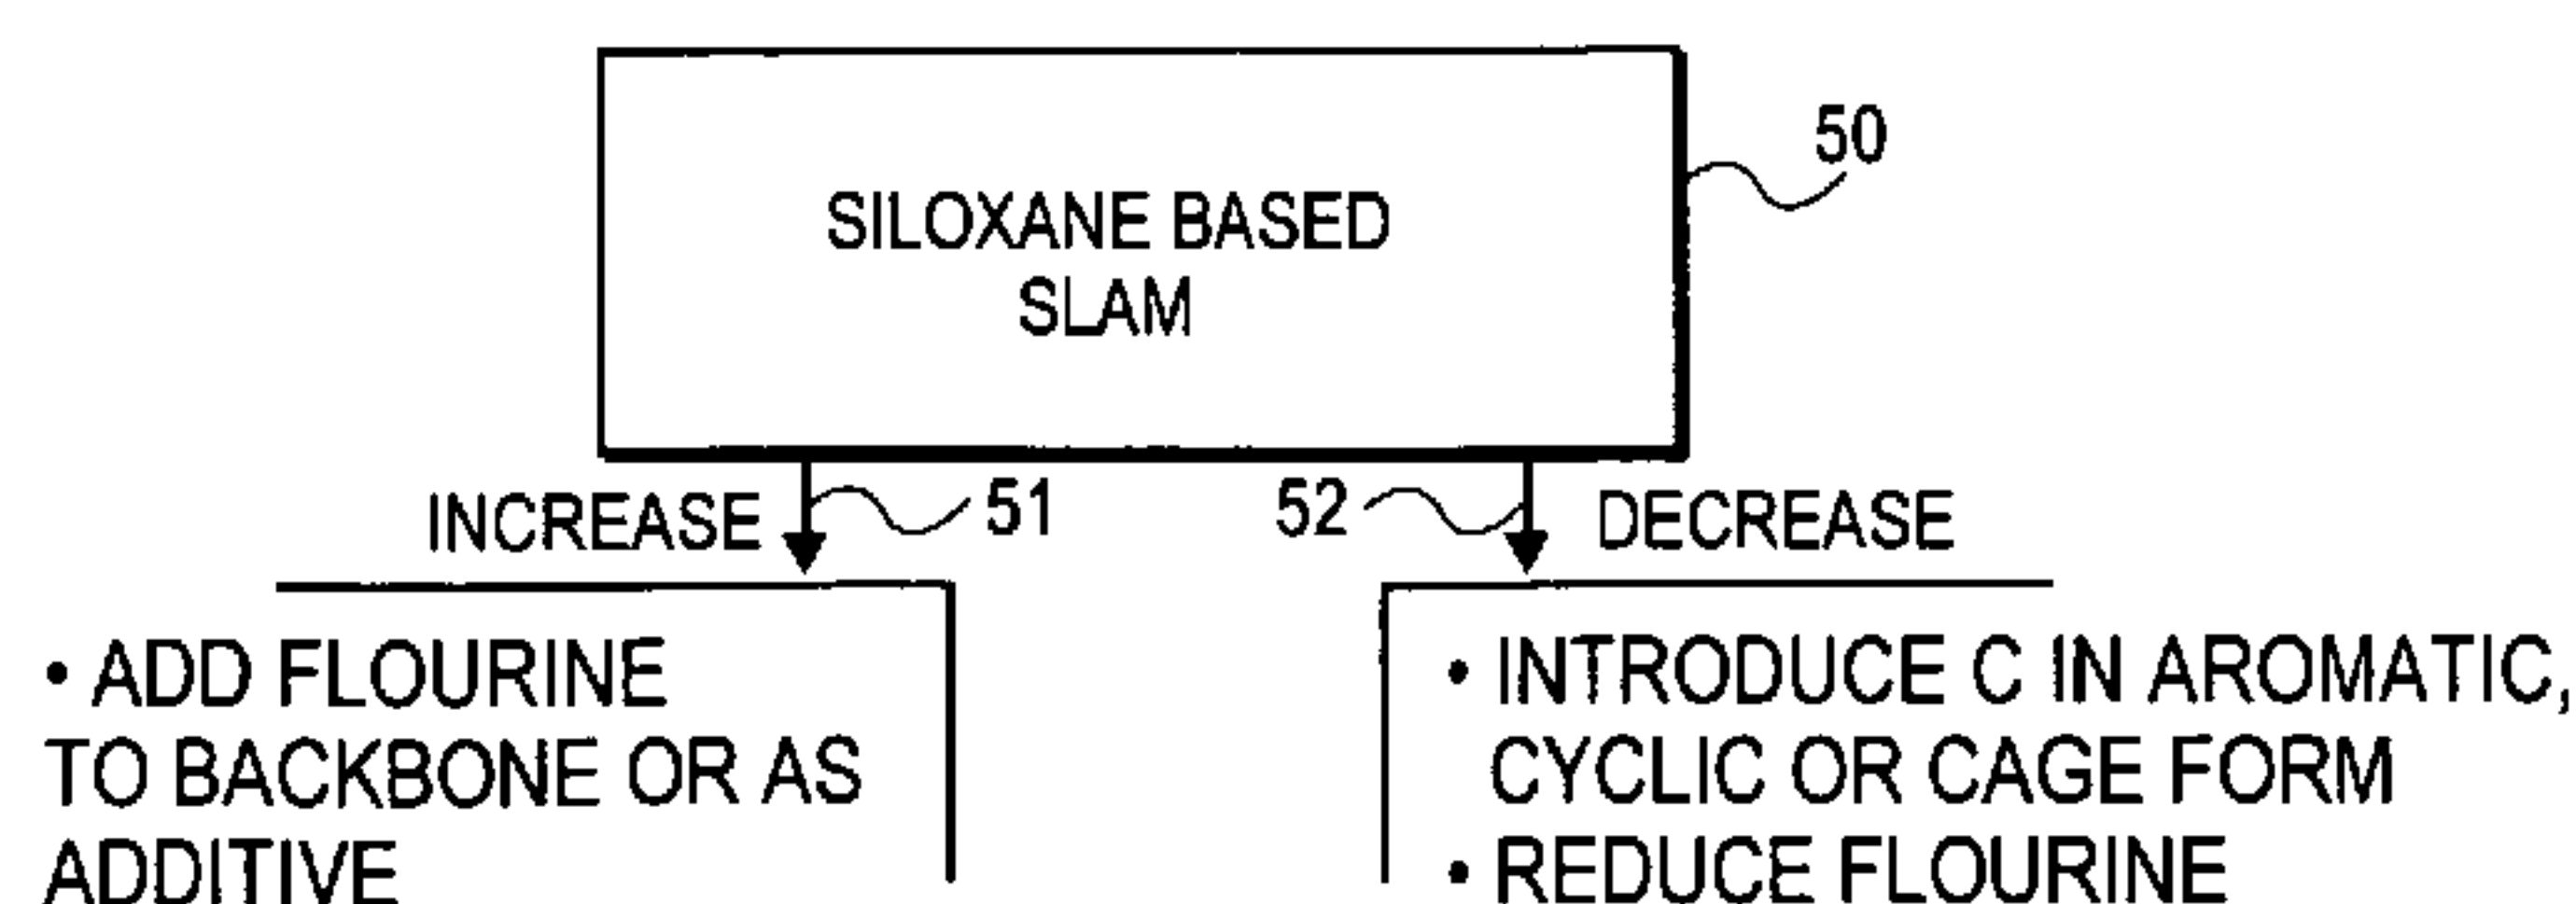 SILOXANE BASED
SLAM
50
INCREASE
51
52
DECREASE
• ADD FLOURINE
TO BACKBONE OR AS
ADDITIVE
• INTRODUCE C IN AROMATIC,
CYCLIC OR CAGE FORM
• REDUCE FLOURINE